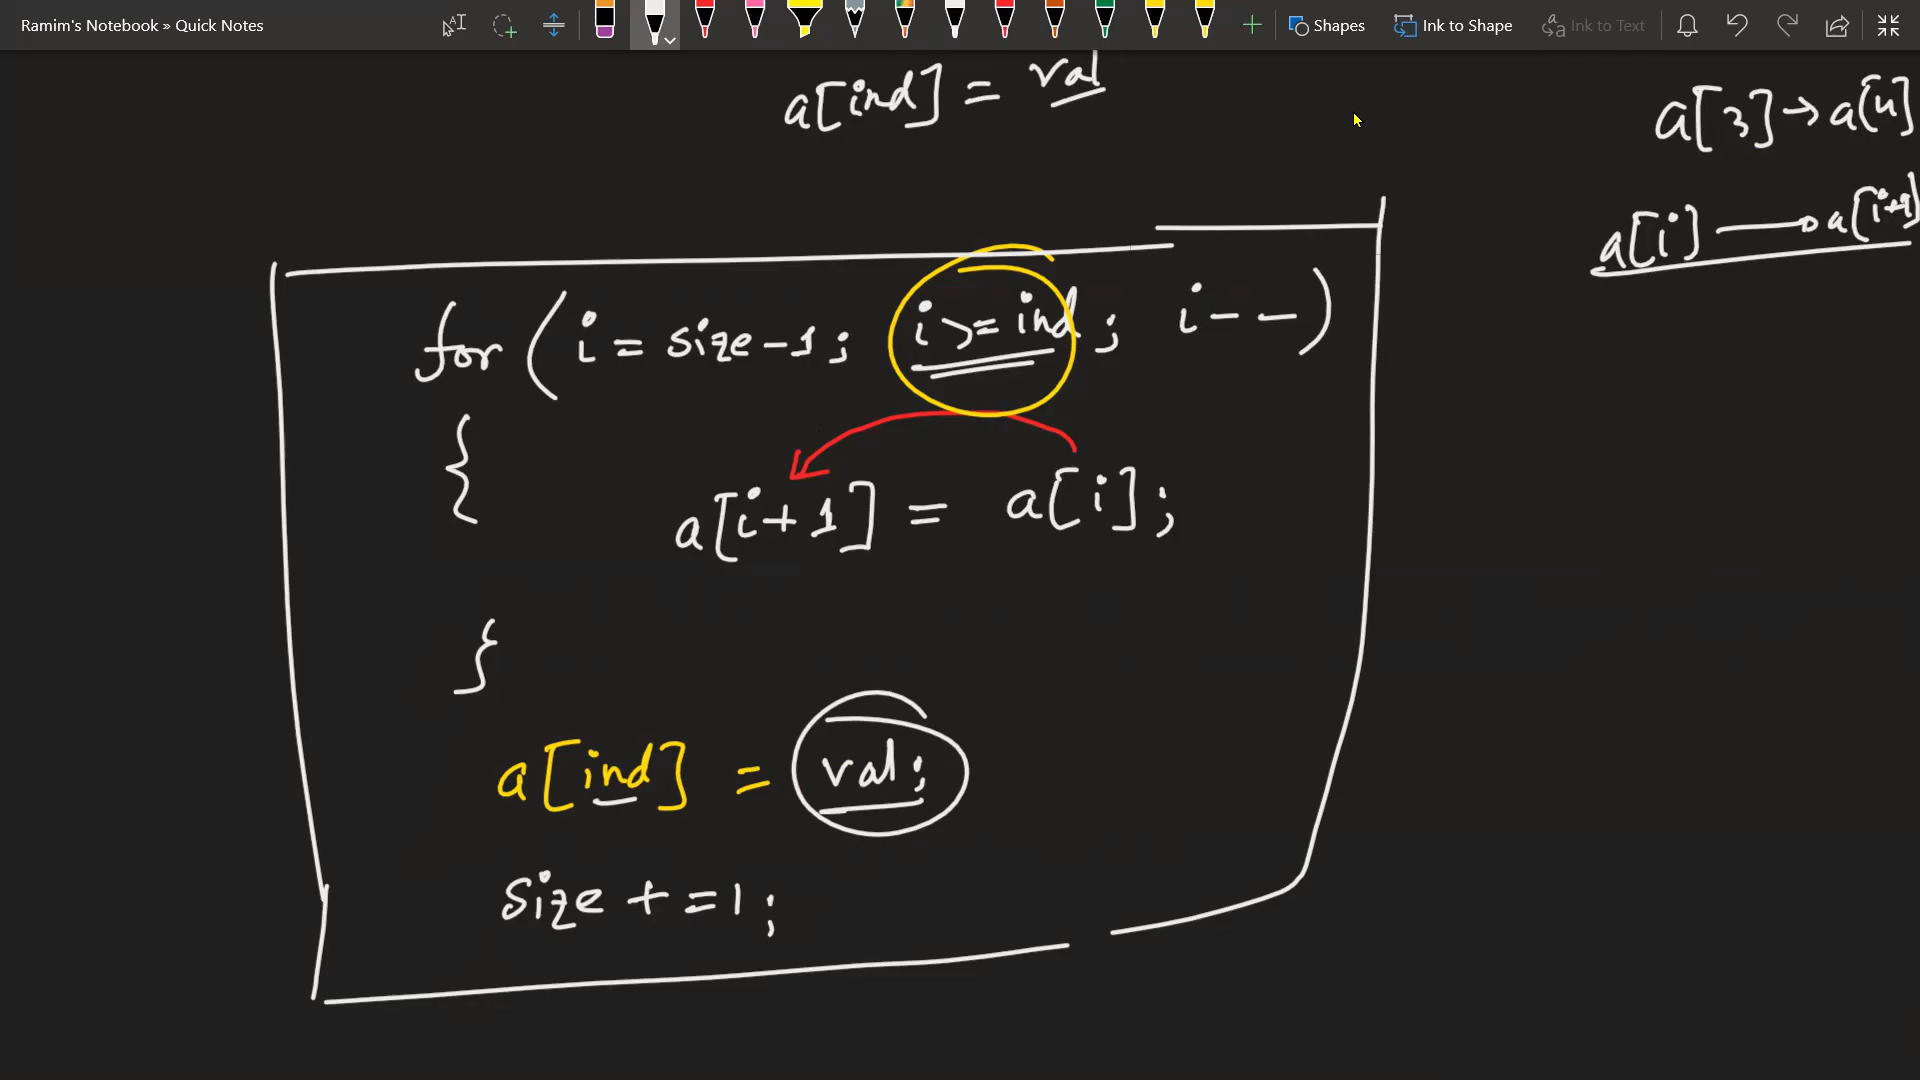 Ramim's Notebook » Quick Notes
Shapes
Ink to Shape
Ink to Text
a[ind] = val
a[3] → a[4]
a[i] → a[i+1]
for ( i = size - 1 ; i >= ind ; i - - )
{
a[i+1] = a[i];
}
a[ind] = val;
size + = 1 ;